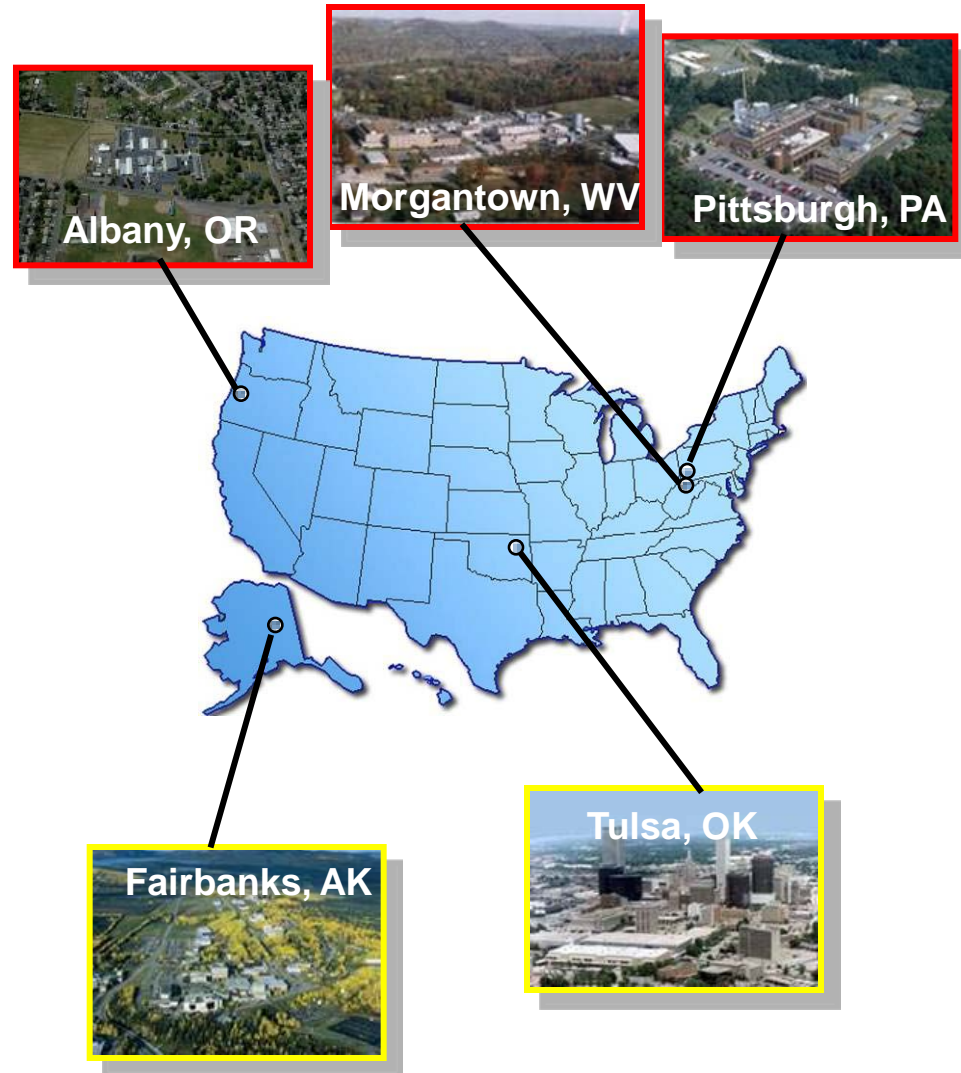 Albany, OR
Morgantown, WV
Pittsburgh, PA
Tulsa, OK
Fairbanks, AK